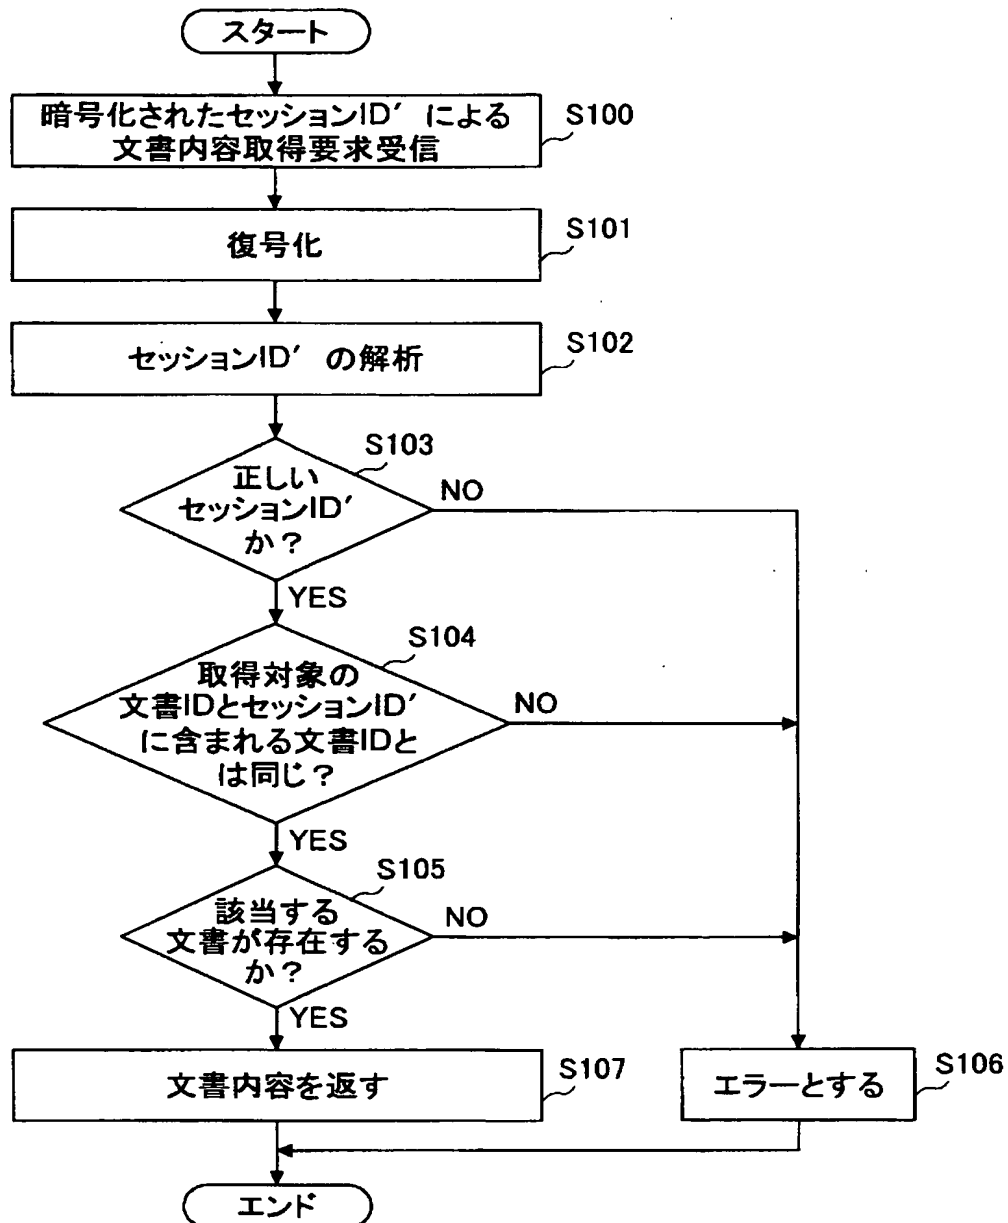 スタート
暗号化されたセッションID′ による
文書内容取得要求受信
S100
復号化
S101
セッションID′ の解析
S102
S103
正しい
セッションID′
か？
NO
YES
S104
取得対象の
文書IDとセッションID′
に含まれる文書IDと
は同じ？
NO
YES
S105
該当する
文書が存在する
か？
NO
YES
文書内容を返す
S107
エラーとする
S106
エンド